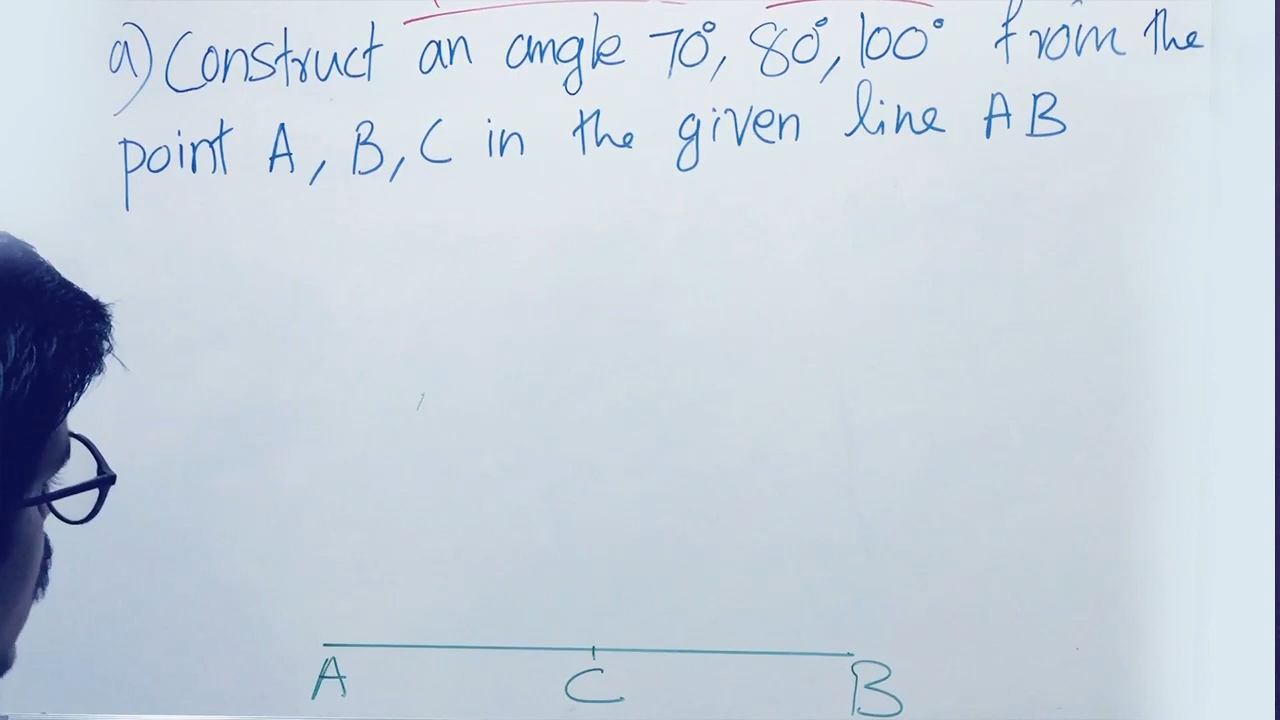 a) Construct an angle 70°, 80°, 100° from the
point A, B, C in the given line AB
A C B